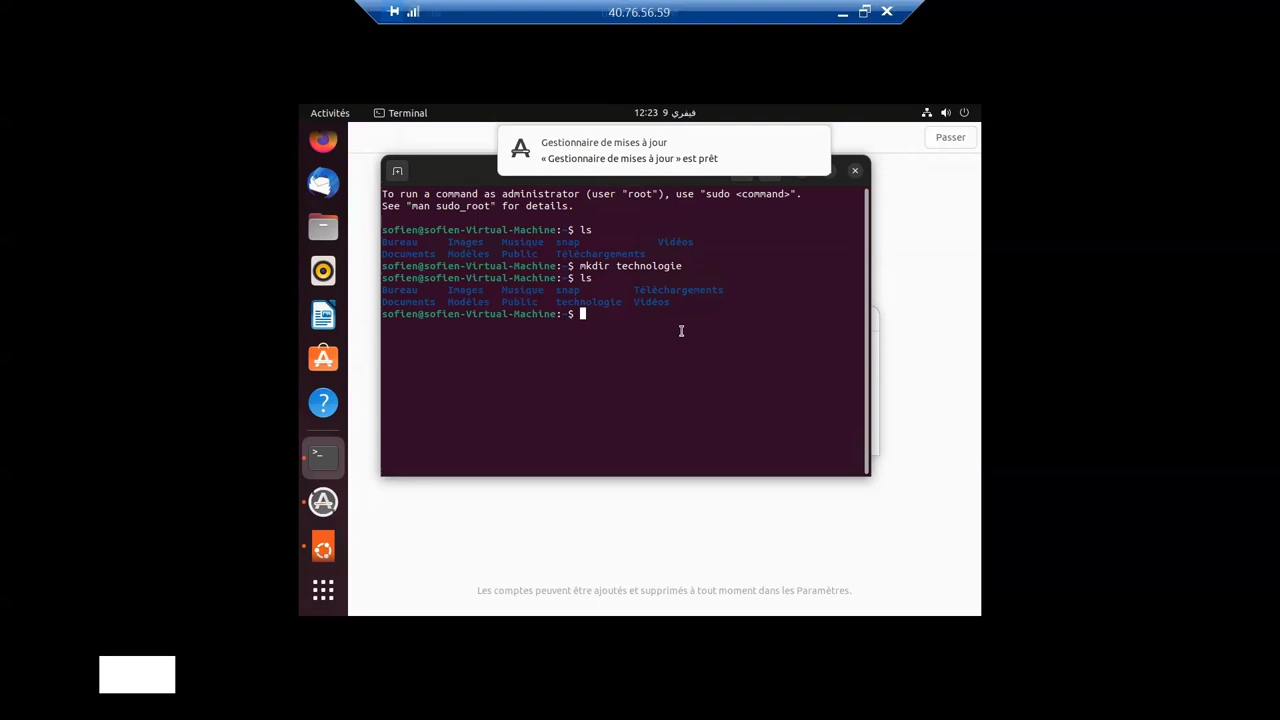 40.76.56.59
Activités
Terminal
12:23 9 فيفري
Gestionnaire de mises à jour
« Gestionnaire de mises à jour » est prêt
Passer
To run a command as administrator (user "root"), use "sudo <command>".
See "man sudo_root" for details.
sofien@sofien-Virtual-Machine:~$ ls
Bureau Images Musique snap Vidéos
Documents Modèles Public Téléchargements
sofien@sofien-Virtual-Machine:~$ mkdir technologie
sofien@sofien-Virtual-Machine:~$ ls
Bureau Images Musique snap Téléchargements
Documents Modèles Public technologie Vidéos
sofien@sofien-Virtual-Machine:~$
Les comptes peuvent être ajoutés et supprimés à tout moment dans les Paramètres.